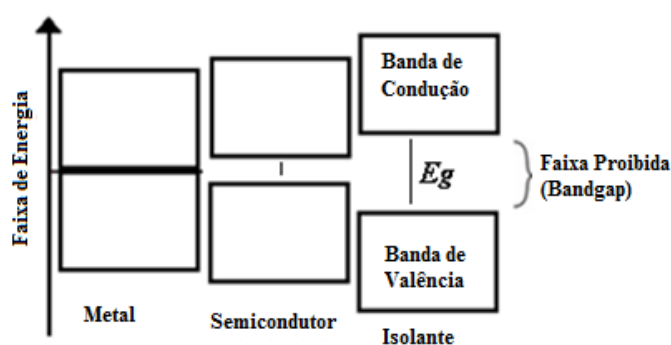 Faixa de Energia
Banda de
Condução
Eg
Faixa Proibida
(Bandgap)
Banda de
Valência
Metal
Semicondutor
Isolante